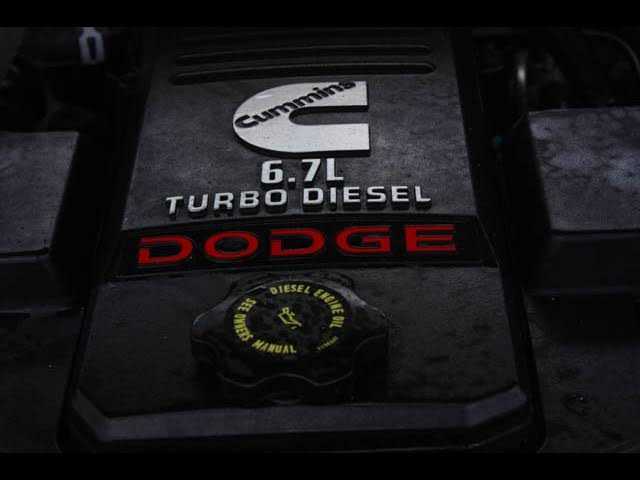 Cummins
6.7L
TURBO DIESEL
DODGE
DIESEL ENGINE OIL
SEE OWNERS MANUAL